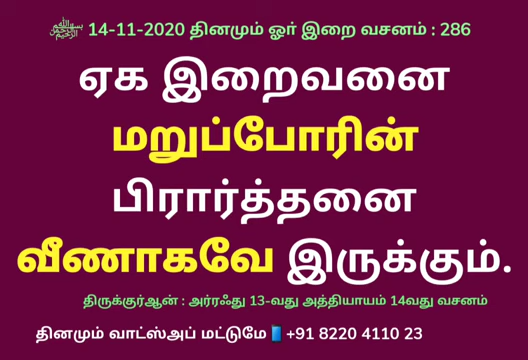 ﷽ 14-11-2020 தினமும் ஓர் இறை வசனம் : 286
ஏக இறைவனை
மறுப்போரின்
பிரார்த்தனை
வீணாகவே இருக்கும்.
திருக்குர்ஆன் : அர்ரஃது 13-வது அத்தியாயம் 14வது வசனம்
தினமும் வாட்ஸ்அப் மட்டுமே📱+91 8220 4110 23